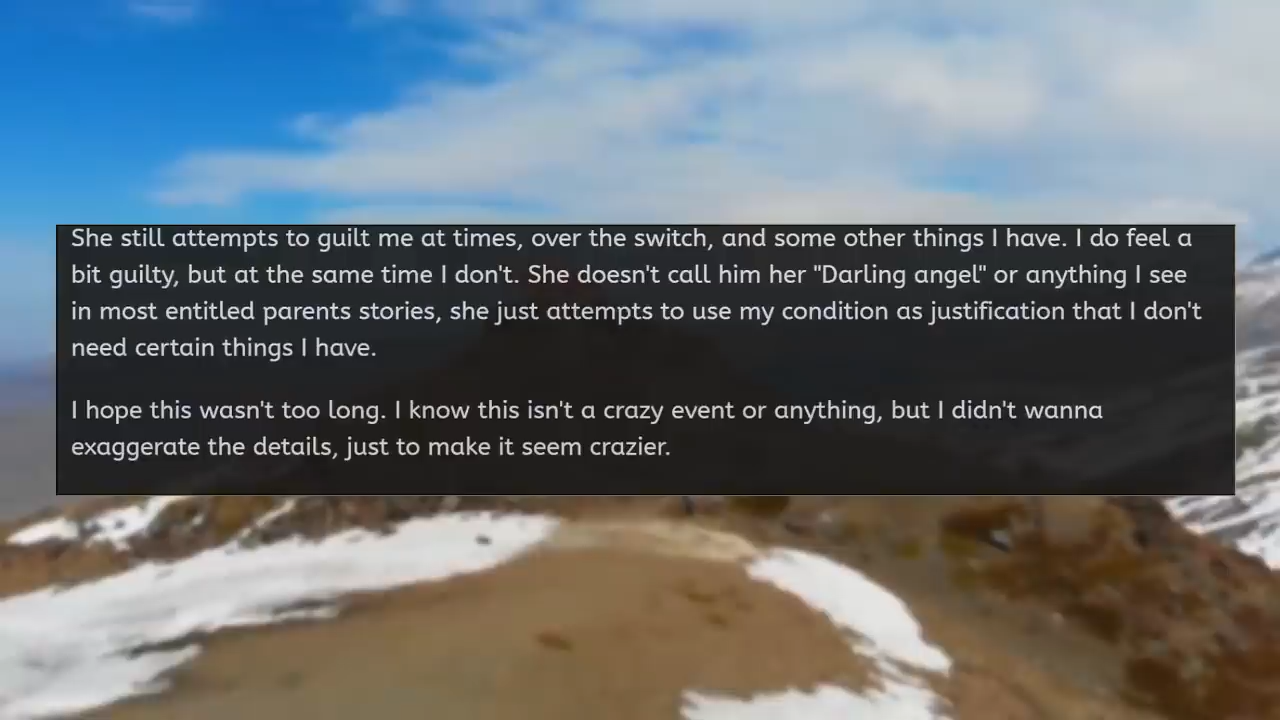 She still attempts to guilt me at times, over the switch, and some other things I have. I do feel a
bit guilty, but at the same time I don't. She doesn't call him her "Darling angel" or anything I see
in most entitled parents stories, she just attempts to use my condition as justification that I don't
need certain things I have.
I hope this wasn't too long. I know this isn't a crazy event or anything, but I didn't wanna
exaggerate the details, just to make it seem crazier.